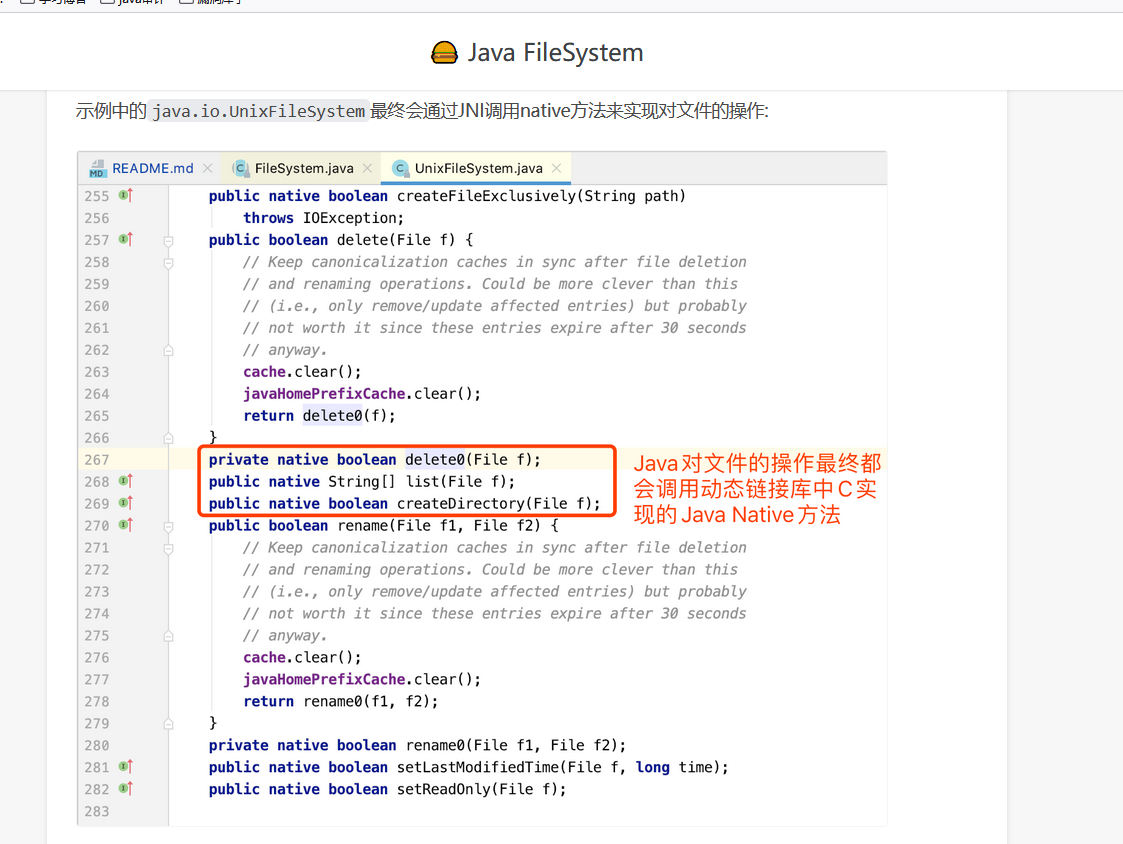 Java FileSystem
示例中的 java.io.UnixFileSystem 最终会通过JNI调用native方法来实现对文件的操作:
README.md FileSystem.java UnixFileSystem.java
255 public native boolean createFileExclusively(String path)
256 throws IOException;
257 public boolean delete(File f) {
258 // Keep canonicalization caches in sync after file deletion
259 // and renaming operations. Could be more clever than this
260 // (i.e., only remove/update affected entries) but probably
261 // not worth it since these entries expire after 30 seconds
262 // anyway.
263 cache.clear();
264 javaHomePrefixCache.clear();
265 return delete0(f);
266 }
267 private native boolean delete0(File f);
268 public native String[] list(File f);
269 public native boolean createDirectory(File f);
Java对文件的操作最终都
会调用动态链接库中C实
现的Java Native方法
270 public boolean rename(File f1, File f2) {
271 // Keep canonicalization caches in sync after file deletion
272 // and renaming operations. Could be more clever than this
273 // (i.e., only remove/update affected entries) but probably
274 // not worth it since these entries expire after 30 seconds
275 // anyway.
276 cache.clear();
277 javaHomePrefixCache.clear();
278 return rename0(f1, f2);
279 }
280 private native boolean rename0(File f1, File f2);
281 public native boolean setLastModifiedTime(File f, long time);
282 public native boolean setReadOnly(File f);
283